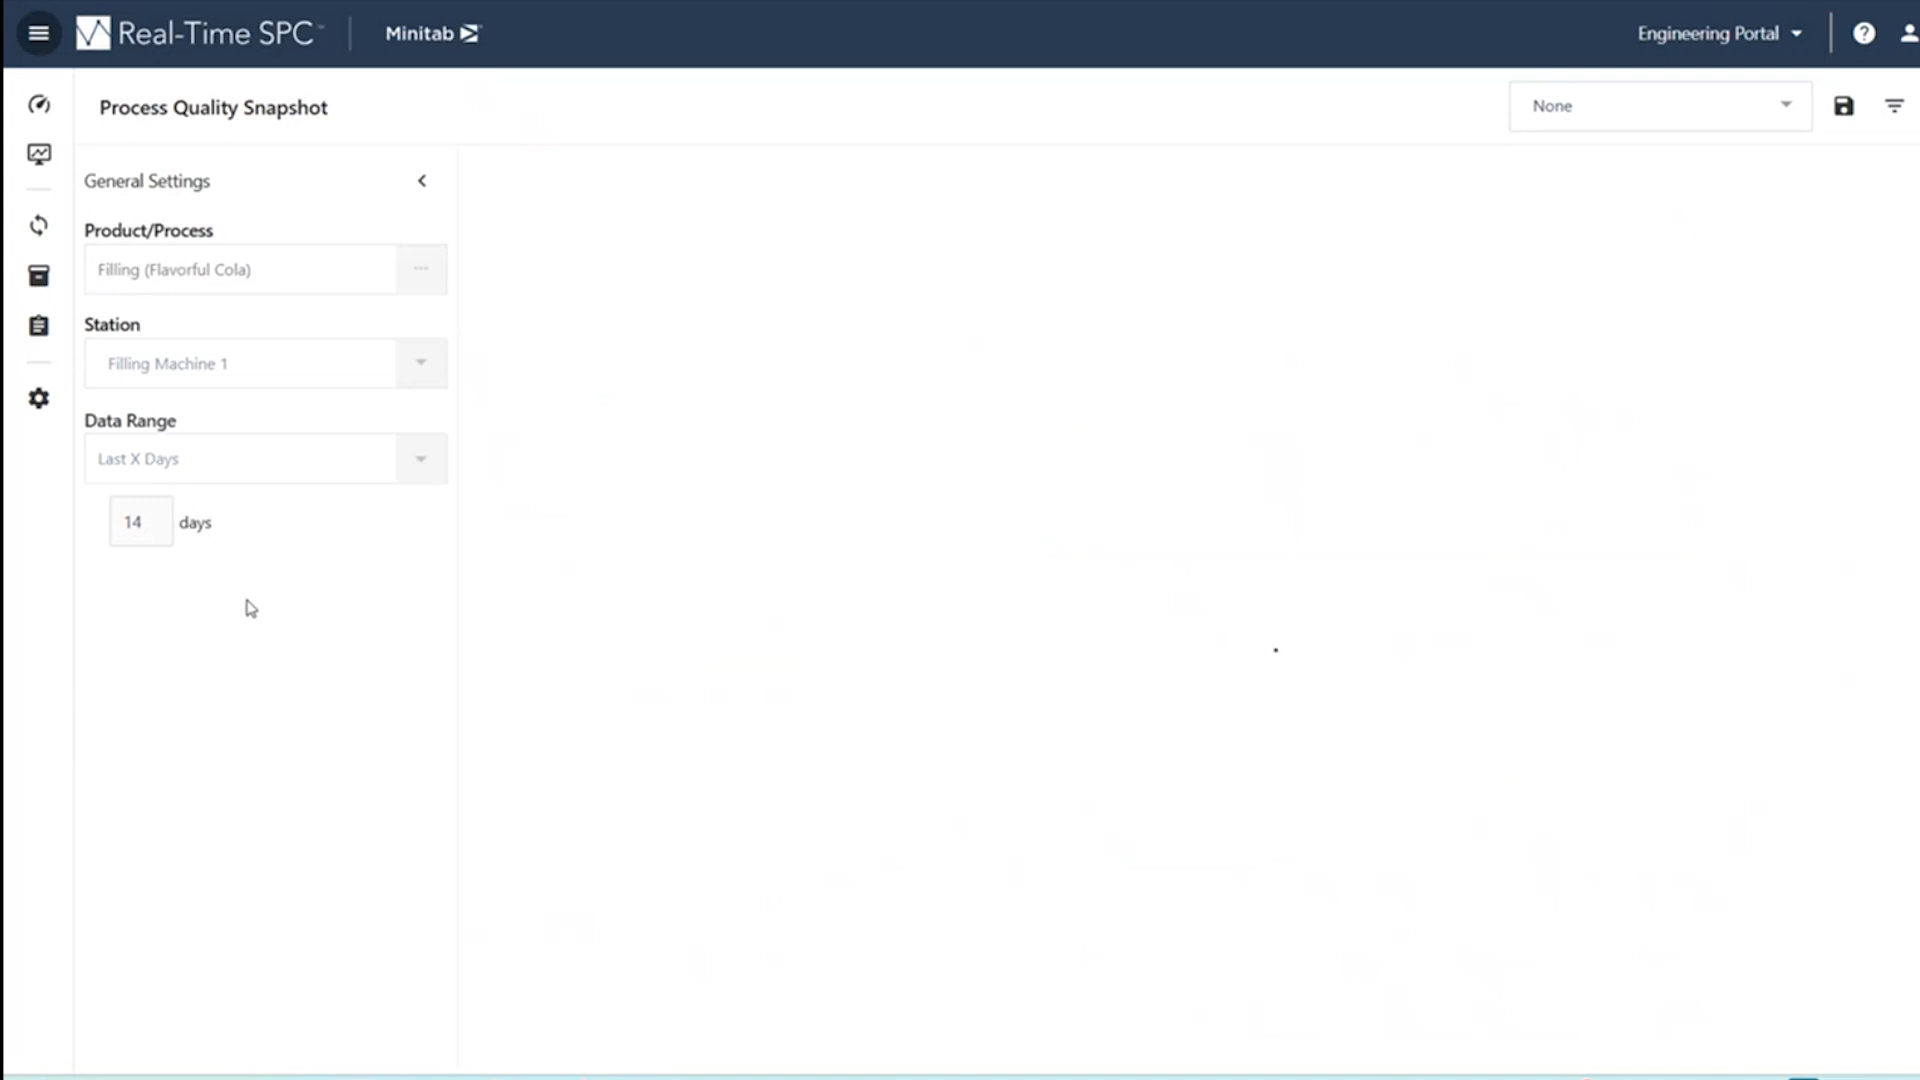 Real-Time SPC™
Minitab
Engineering Portal
Process Quality Snapshot
None
General Settings
Product/Process
Filling (Flavorful Cola)
...
Station
Filling Machine 1
Data Range
Last X Days
14 days